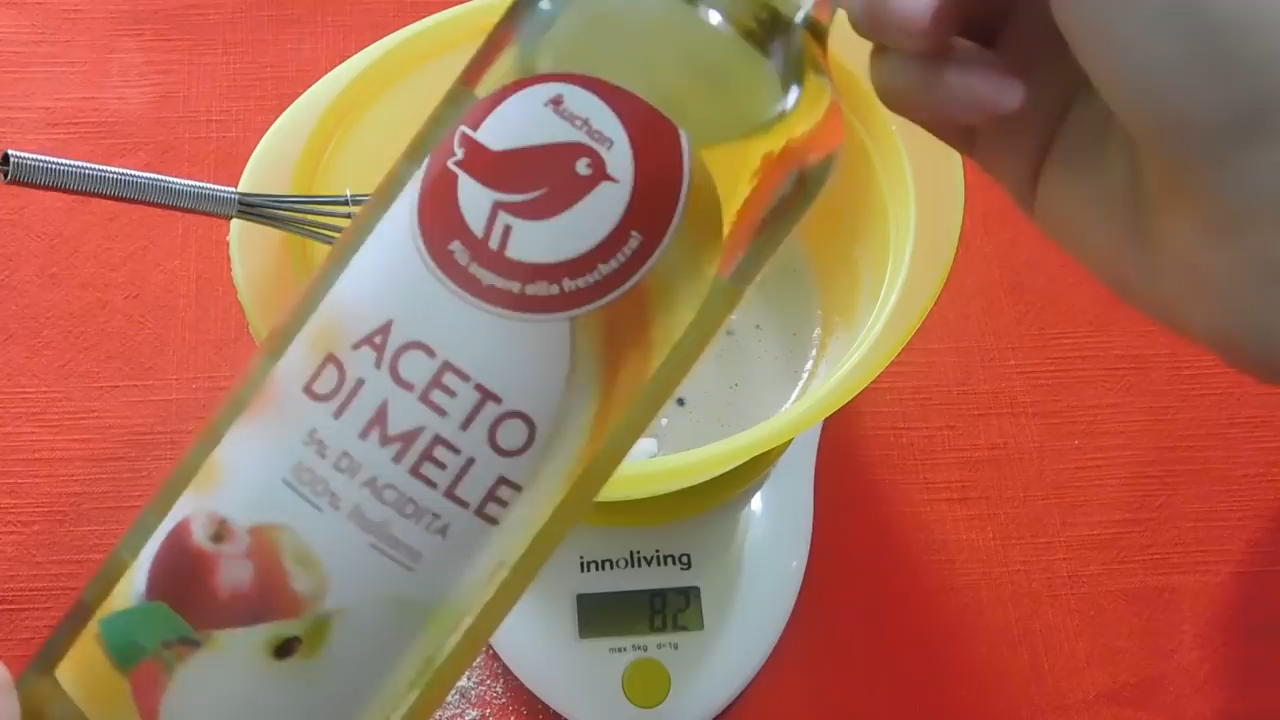 Auchan
Più sapore alla freschezza!
ACETO
DI MELE
5% DI ACIDITÀ
100% Italiano
innoliving
82
max 5kg d=1g